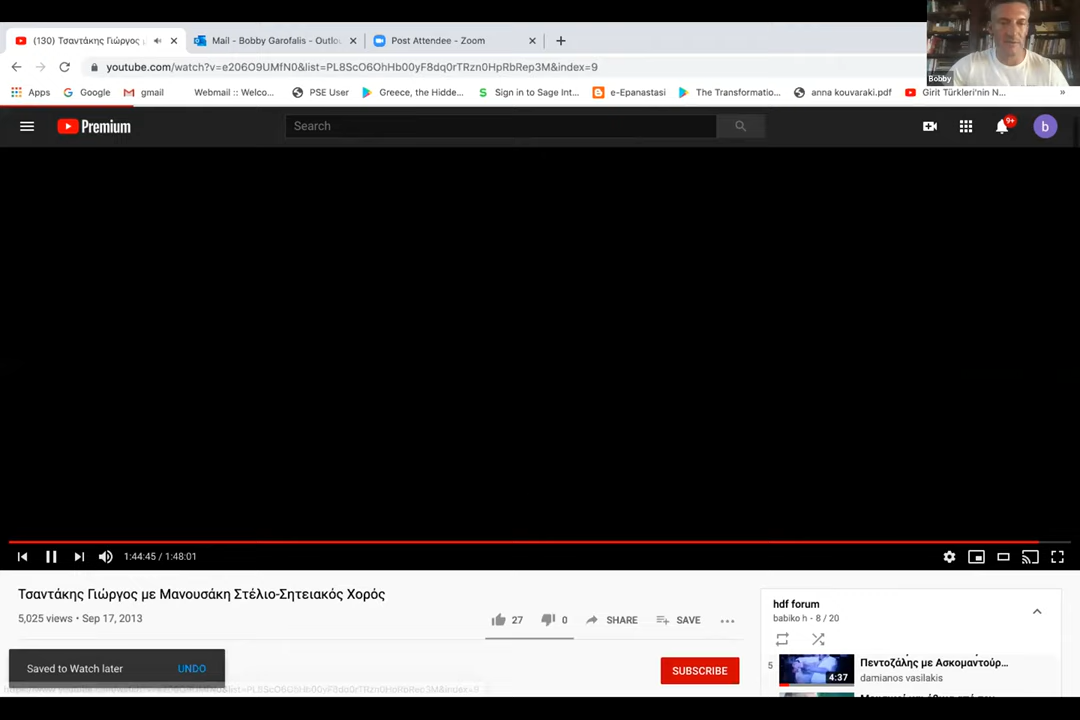 (130) Τσαντάκης Γιώργος μ
Mail - Bobby Garofalis - Outlo
Post Attendee - Zoom
youtube.com/watch?v=e206O9UMfN0&list=PL8ScO6OhHb00yF8dq0rTRzn0HpRbRep3M&index=9
Bobby
Apps Google gmail Webmail :: Welco... PSE User Greece, the Hidde... Sign in to Sage Int... e-Epanastasi The Transformatio... anna kouvaraki.pdf Girit Türkleri'nin N... »
Premium
Search
9+
b
1:44:45 / 1:48:01
Τσαντάκης Γιώργος με Μανουσάκη Στέλιο-Σητειακός Χορός
5,025 views • Sep 17, 2013
27 0 SHARE SAVE
hdf forum
babiko h - 8 / 20
Saved to Watch later UNDO
SUBSCRIBE
5
Πεντοζάλης με Ασκομαντούρ...
damianos vasilakis
4:37